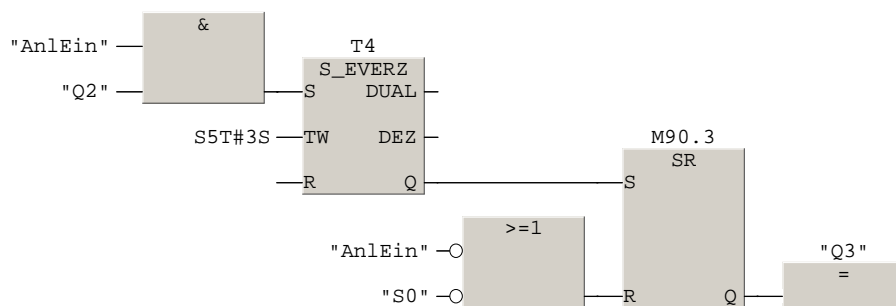 &
"AnlEin"
"Q2"
T4
S_EVERZ
S DUAL
S5T#3S TW DEZ
R Q
M90.3
SR
S
>=1
"AnlEin"
"S0"
R Q
"Q3"
=